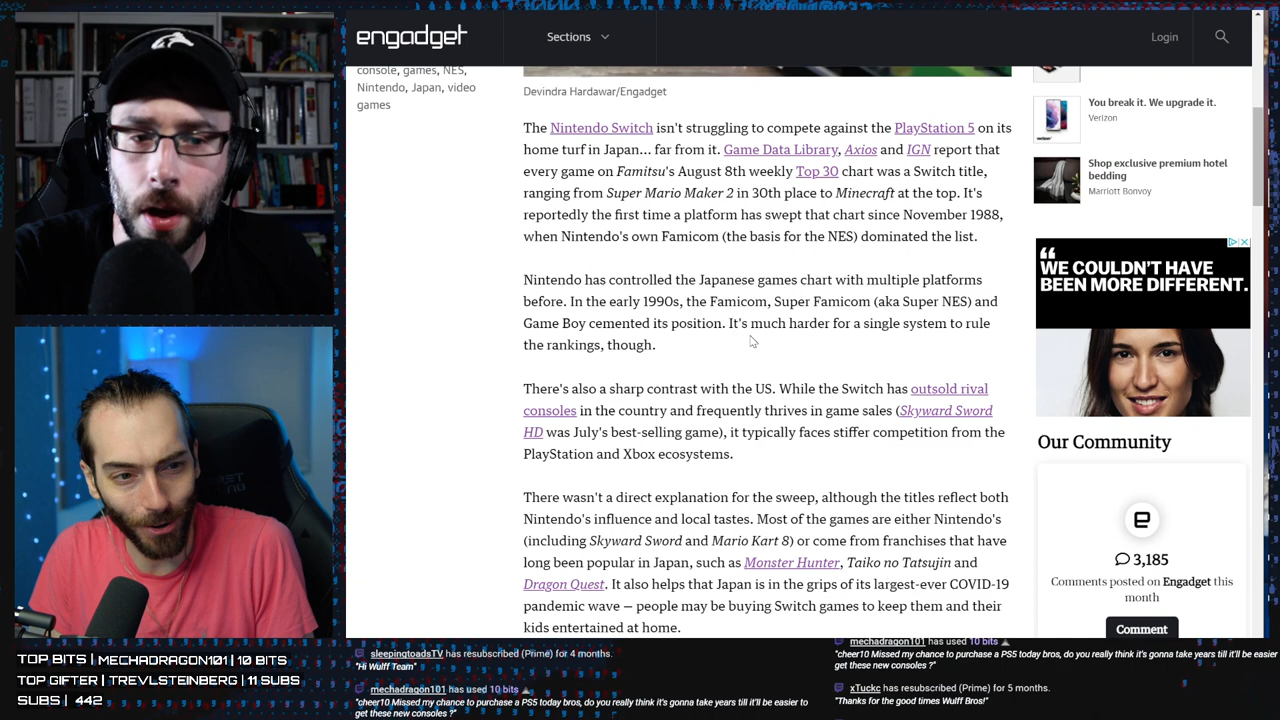 engadget
Sections
Login
console, games, NES,
Nintendo, Japan, video
games
Devindra Hardawar/Engadget
The Nintendo Switch isn't struggling to compete against the PlayStation 5 on its
home turf in Japan... far from it. Game Data Library, Axios and IGN report that
every game on Famitsu's August 8th weekly Top 30 chart was a Switch title,
ranging from Super Mario Maker 2 in 30th place to Minecraft at the top. It's
reportedly the first time a platform has swept that chart since November 1988,
when Nintendo's own Famicom (the basis for the NES) dominated the list.
Nintendo has controlled the Japanese games chart with multiple platforms
before. In the early 1990s, the Famicom, Super Famicom (aka Super NES) and
Game Boy cemented its position. It's much harder for a single system to rule
the rankings, though.
There's also a sharp contrast with the US. While the Switch has outsold rival
consoles in the country and frequently thrives in game sales (Skyward Sword
HD was July's best-selling game), it typically faces stiffer competition from the
PlayStation and Xbox ecosystems.
There wasn't a direct explanation for the sweep, although the titles reflect both
Nintendo's influence and local tastes. Most of the games are either Nintendo's
(including Skyward Sword and Mario Kart 8) or come from franchises that have
long been popular in Japan, such as Monster Hunter, Taiko no Tatsujin and
Dragon Quest. It also helps that Japan is in the grips of its largest-ever COVID-19
pandemic wave — people may be buying Switch games to keep them and their
kids entertained at home.
You break it. We upgrade it.
Verizon
Shop exclusive premium hotel
bedding
Marriott Bonvoy
“
WE COULDN'T HAVE
BEEN MORE DIFFERENT.
Our Community
e
3,185
Comments posted on Engadget this
month
Comment
TOP BITS | MECHADRAGON101 | 10 BITS
TOP GIFTER | TREVLSTEINBERG | 11 SUBS
SUBS | 442
sleepingtoadsTV has resubscribed (Prime) for 4 months.
"Hi Wulff Team"
mechadragon101 has used 10 bits
"cheer10 Missed my chance to purchase a PS5 today bros, do you really think it's gonna take years till it'll be easier to
get these new consoles ?"
mechadragon101 has used 10 bits
"cheer10 Missed my chance to purchase a PS5 today bros, do you really think it's gonna take years till it'll be easier
get these new consoles ?"
xTuckc has resubscribed (Prime) for 5 months.
"Thanks for the good times Wulff Bros!"